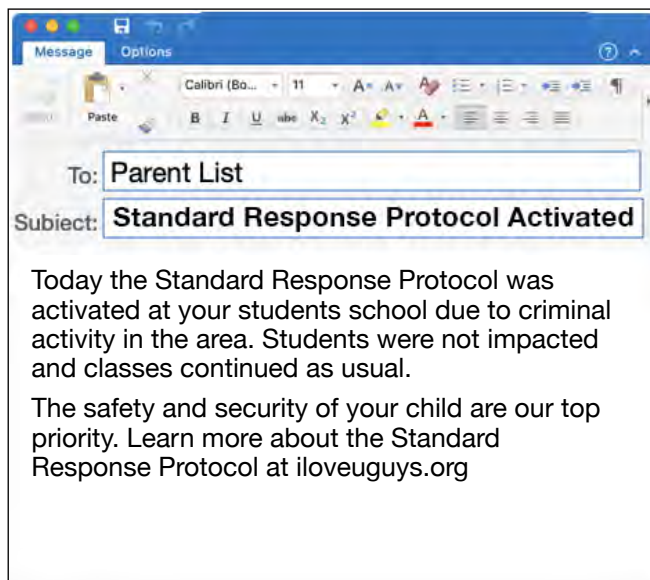 Message Options
Calibri (Bo... 11 A A
Paste B I U abc X₂ X² A
To: Parent List
Subject: Standard Response Protocol Activated
Today the Standard Response Protocol was
activated at your students school due to criminal
activity in the area. Students were not impacted
and classes continued as usual.
The safety and security of your child are our top
priority. Learn more about the Standard
Response Protocol at iloveuguys.org